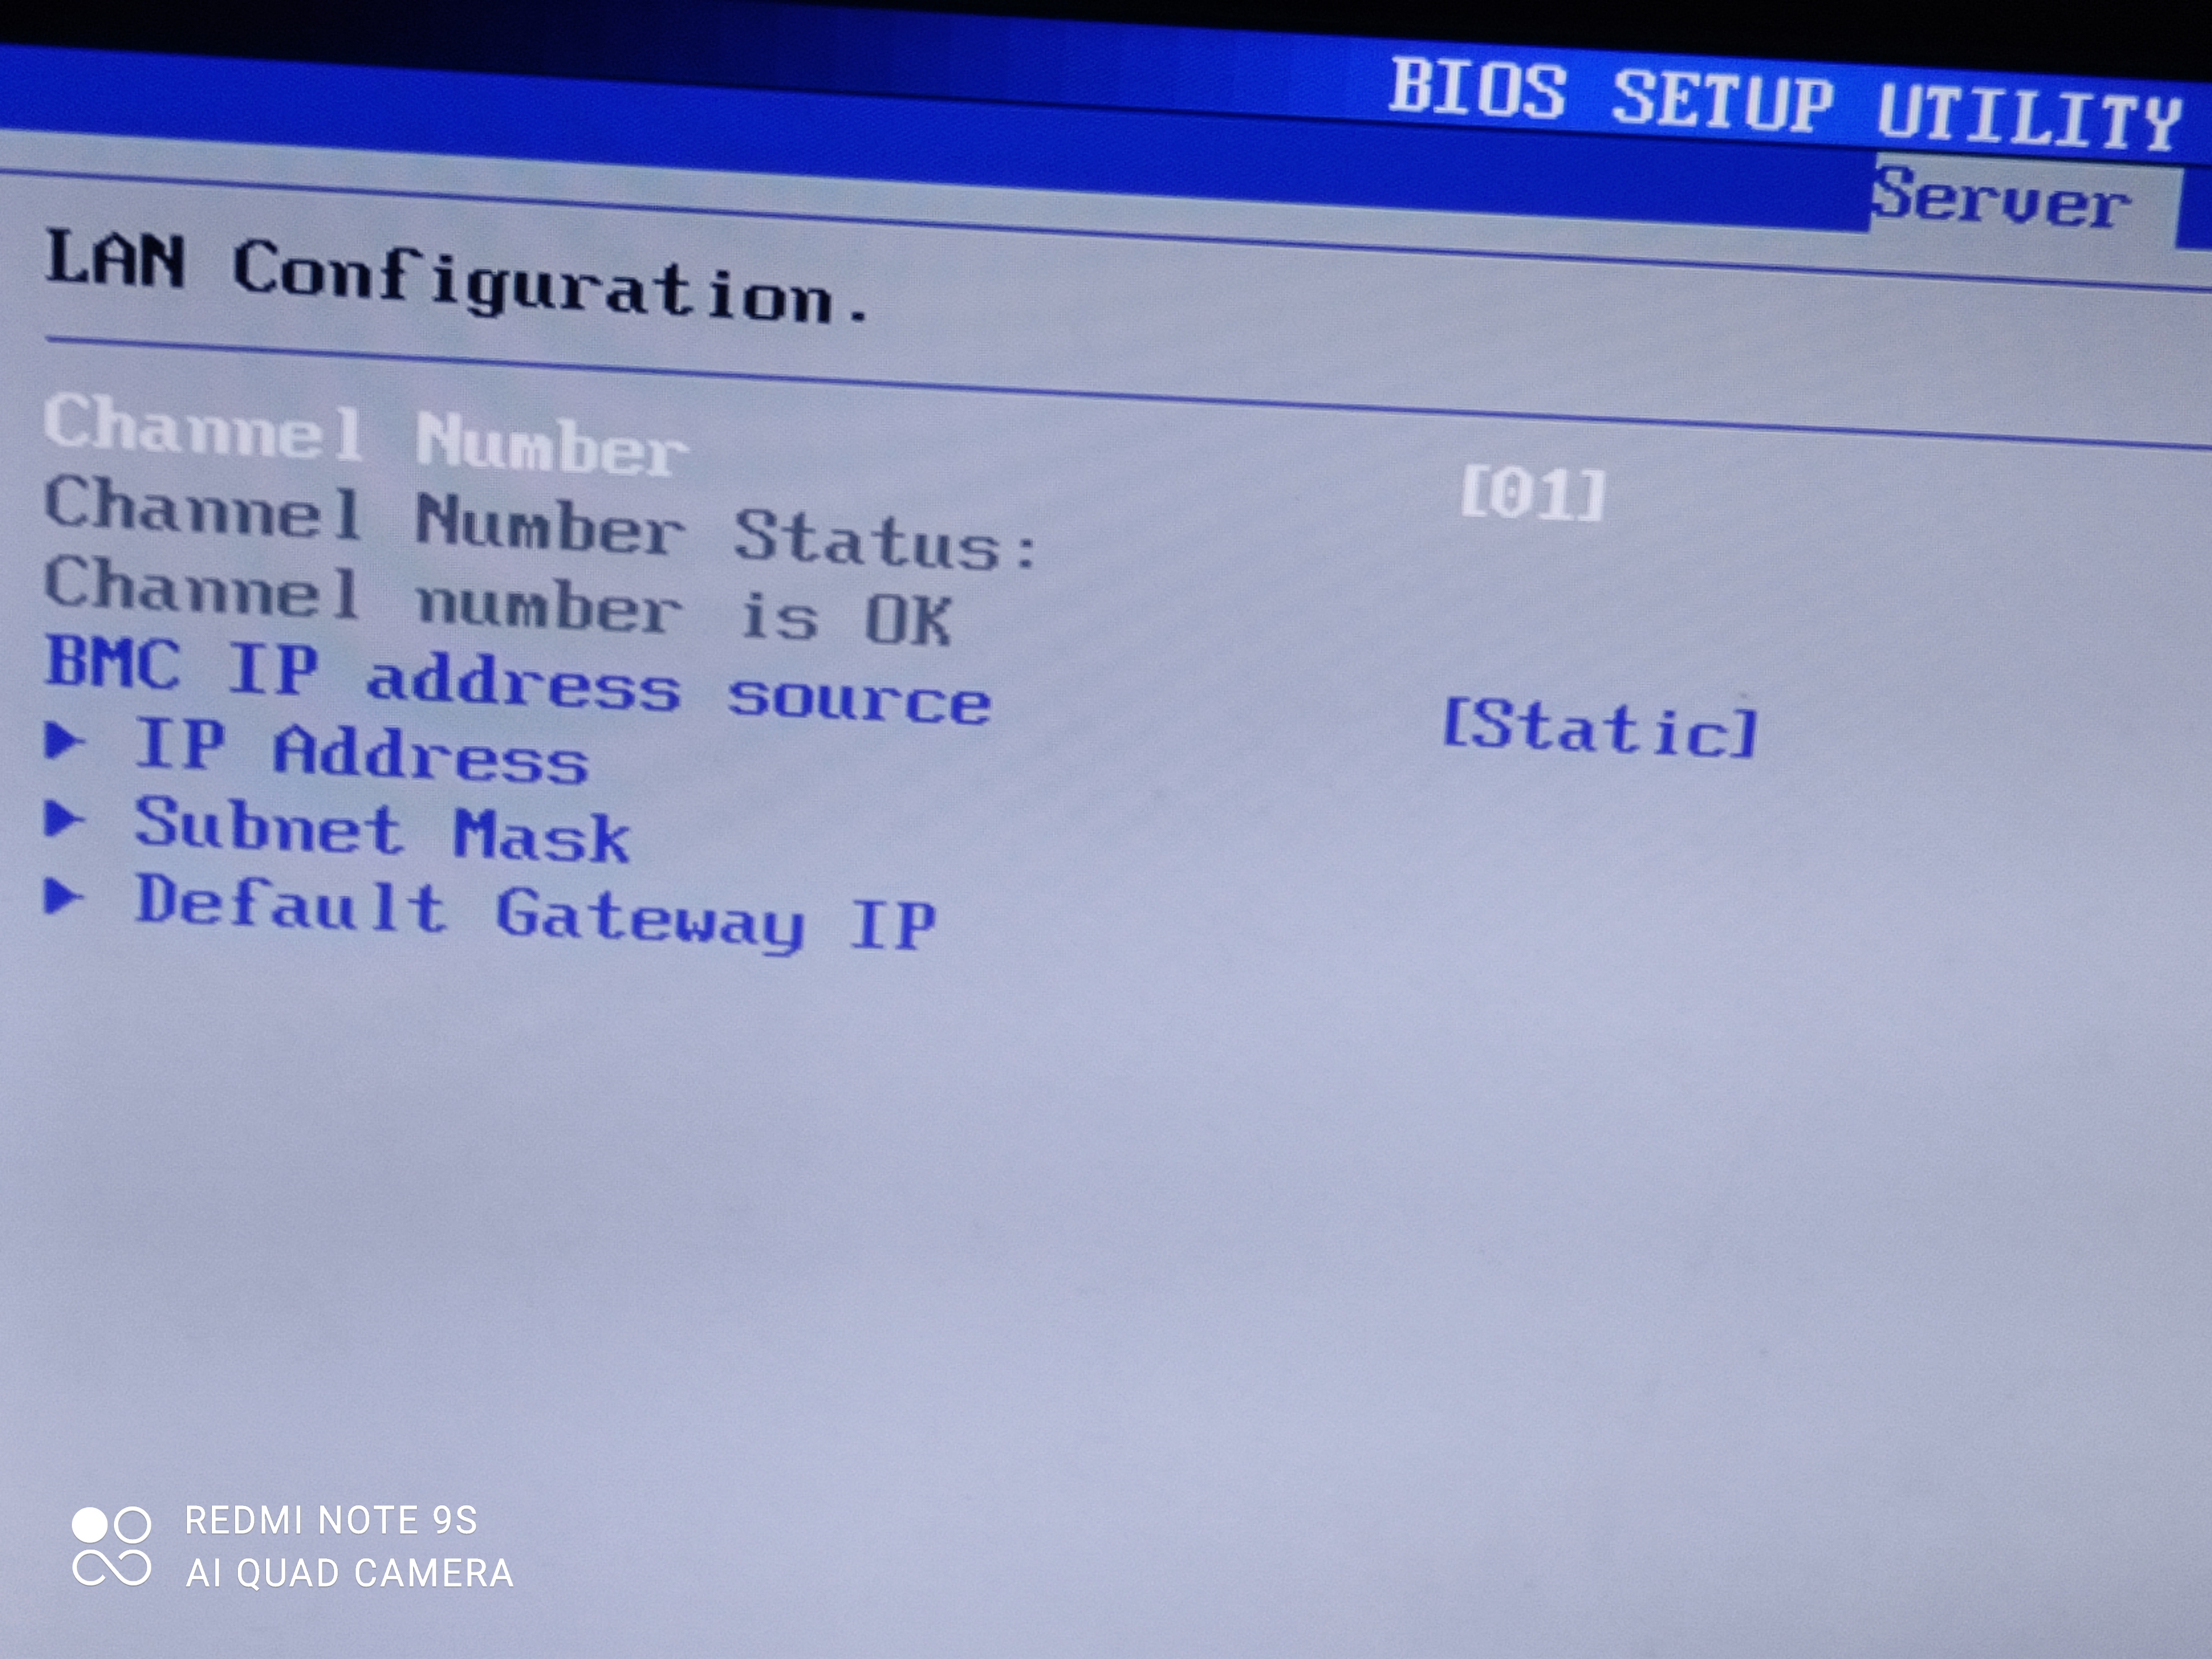 BIOS SETUP UTILITY
Server
LAN Configuration.
Channel Number [01]
Channel Number Status:
Channel number is OK
BMC IP address source [Static]
► IP Address
► Subnet Mask
► Default Gateway IP
REDMI NOTE 9S
AI QUAD CAMERA